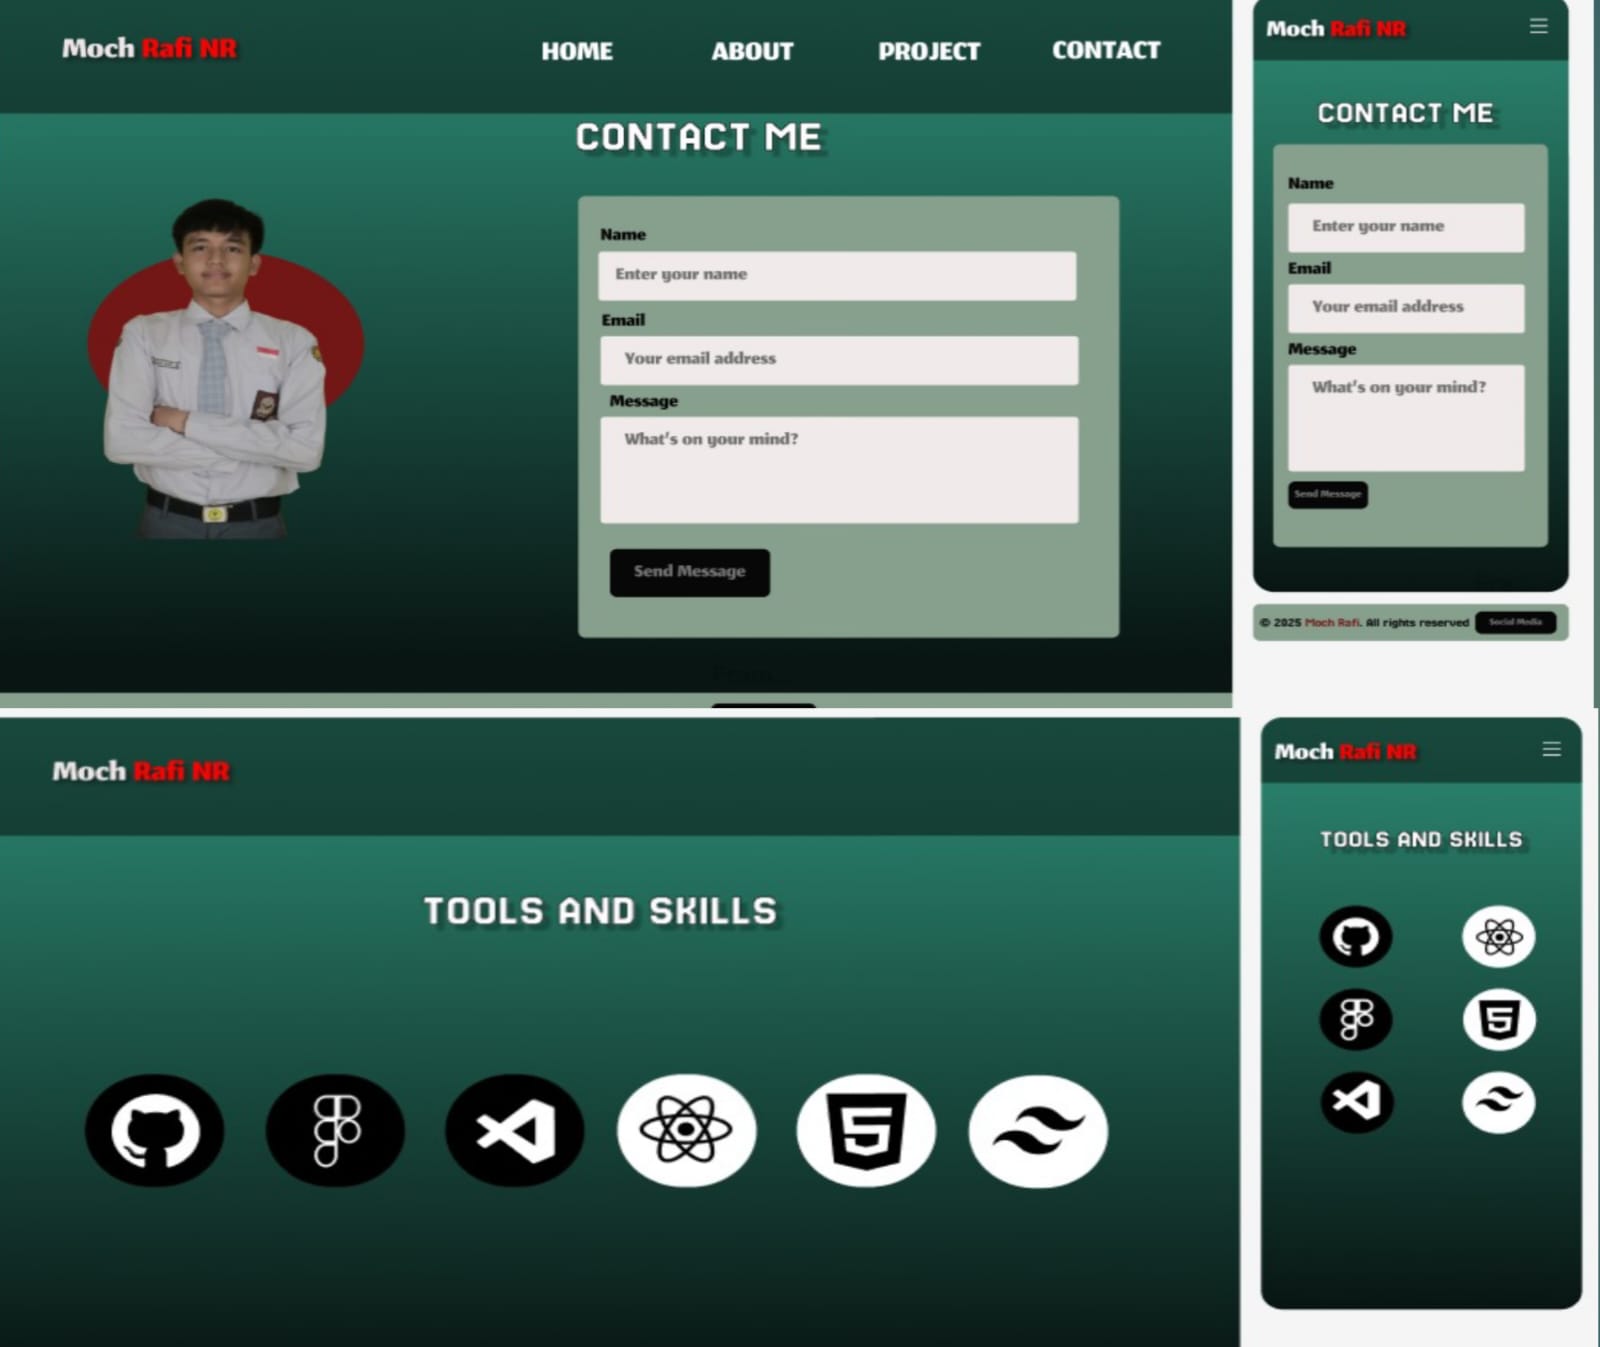 Moch Rafi NR
HOME ABOUT PROJECT CONTACT
CONTACT ME
Name
Enter your name
Email
Your email address
Message
What's on your mind?
Send Message
Moch Rafi NR
CONTACT ME
Name
Enter your name
Email
Your email address
Message
What's on your mind?
Send Message
© 2025 Moch Rafi. All rights reserved
Social Media
Moch Rafi NR
TOOLS AND SKILLS
5
Moch Rafi NR
TOOLS AND SKILLS
5